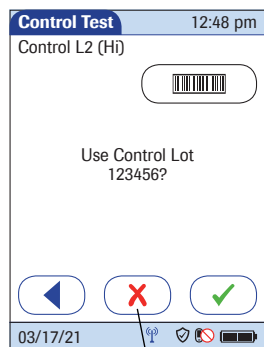 Control Test 12:48 pm
Control L2 (Hi)
Use Control Lot
123456?
03/17/21